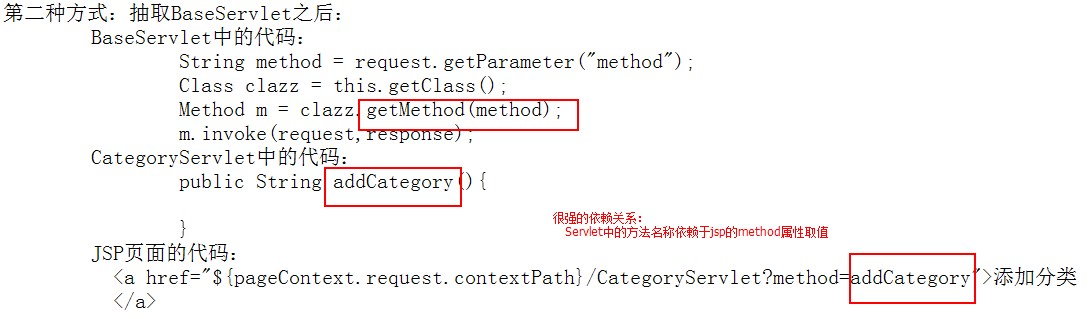 第二种方式：抽取BaseServlet之后：
BaseServlet中的代码：
String method = request.getParameter("method");
Class clazz = this.getClass();
Method m = clazz.getMethod(method);
m.invoke(request,response);
CategoryServlet中的代码：
public String addCategory(){
}
很强的依赖关系：
Servlet中的方法名称依赖于jsp的method属性取值
JSP页面的代码：
<a href="${pageContext.request.contextPath}/CategoryServlet?method=addCategory">添加分类
</a>